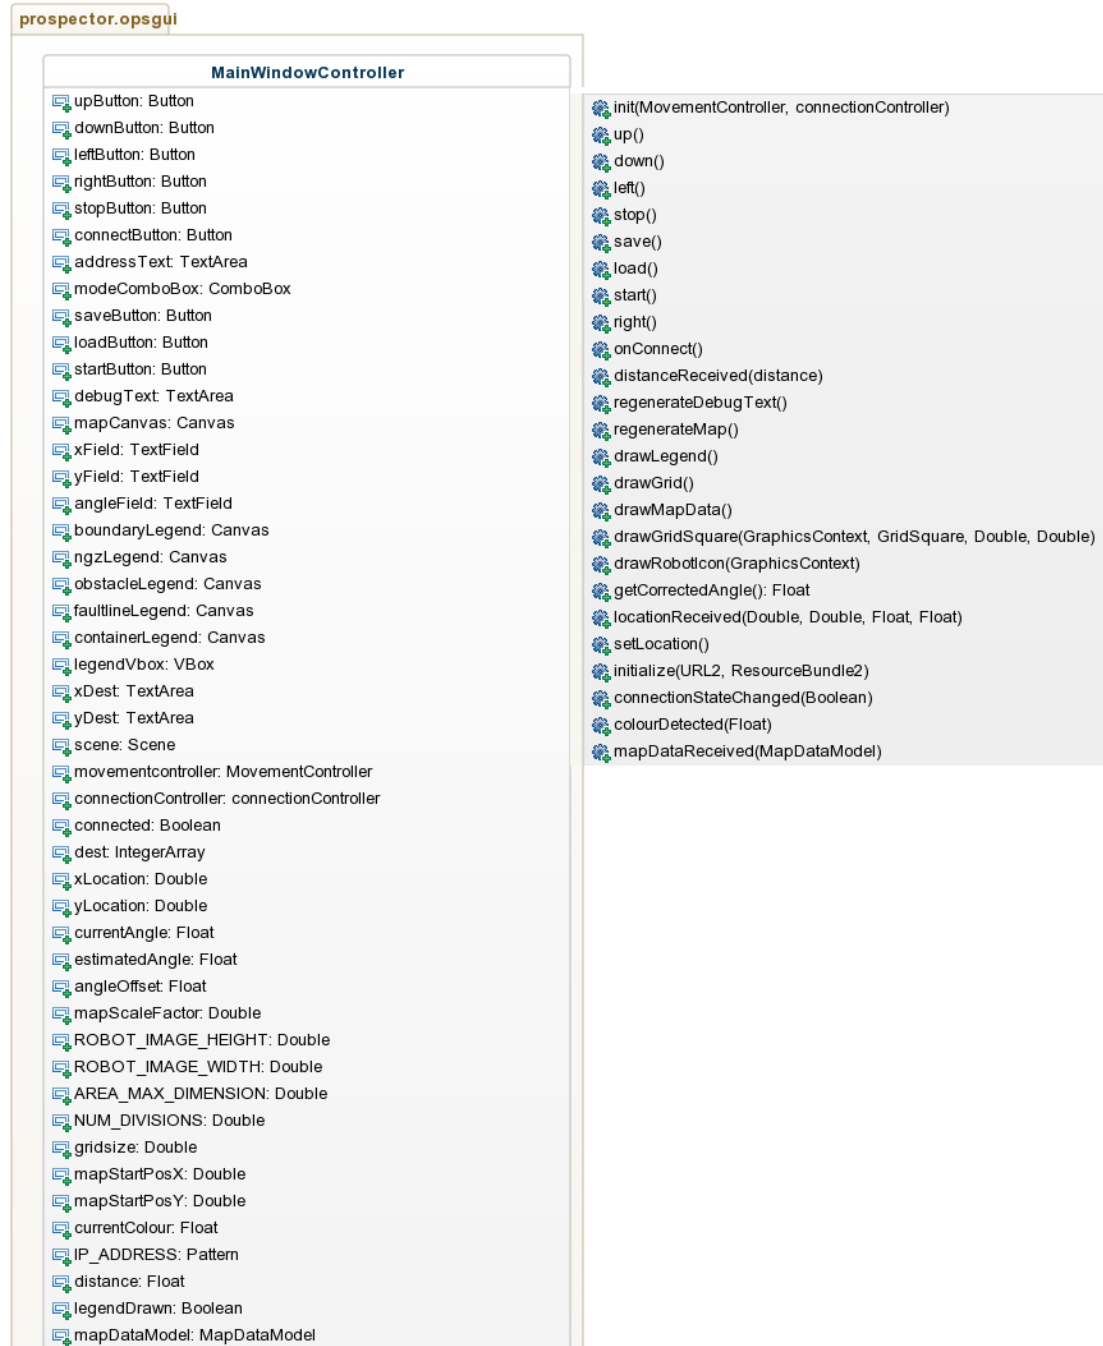 prospector.opsgui
MainWindowController
upButton: Button
downButton: Button
leftButton: Button
rightButton: Button
stopButton: Button
connectButton: Button
addressText: TextArea
modeComboBox: ComboBox
saveButton: Button
loadButton: Button
startButton: Button
debugText: TextArea
mapCanvas: Canvas
xField: TextField
yField: TextField
angleField: TextField
boundaryLegend: Canvas
ngzLegend: Canvas
obstacleLegend: Canvas
faultlineLegend: Canvas
containerLegend: Canvas
legendVbox: VBox
xDest: TextArea
yDest: TextArea
scene: Scene
movementcontroller: MovementController
connectionController: connectionController
connected: Boolean
dest: IntegerArray
xLocation: Double
yLocation: Double
currentAngle: Float
estimatedAngle: Float
angleOffset: Float
mapScaleFactor: Double
ROBOT_IMAGE_HEIGHT: Double
ROBOT_IMAGE_WIDTH: Double
AREA_MAX_DIMENSION: Double
NUM_DIVISIONS: Double
gridsize: Double
mapStartPosX: Double
mapStartPosY: Double
currentColour: Float
IP_ADDRESS: Pattern
distance: Float
legendDrawn: Boolean
mapDataModel: MapDataModel
init(MovementController, connectionController)
up()
down()
left()
stop()
save()
load()
start()
right()
onConnect()
distanceReceived(distance)
regenerateDebugText()
regenerateMap()
drawLegend()
drawGrid()
drawMapData()
drawGridSquare(GraphicsContext, GridSquare, Double, Double)
drawRobotIcon(GraphicsContext)
getCorrectedAngle(): Float
locationReceived(Double, Double, Float, Float)
setLocation()
initialize(URL2, ResourceBundle2)
connectionStateChanged(Boolean)
colourDetected(Float)
mapDataReceived(MapDataModel)